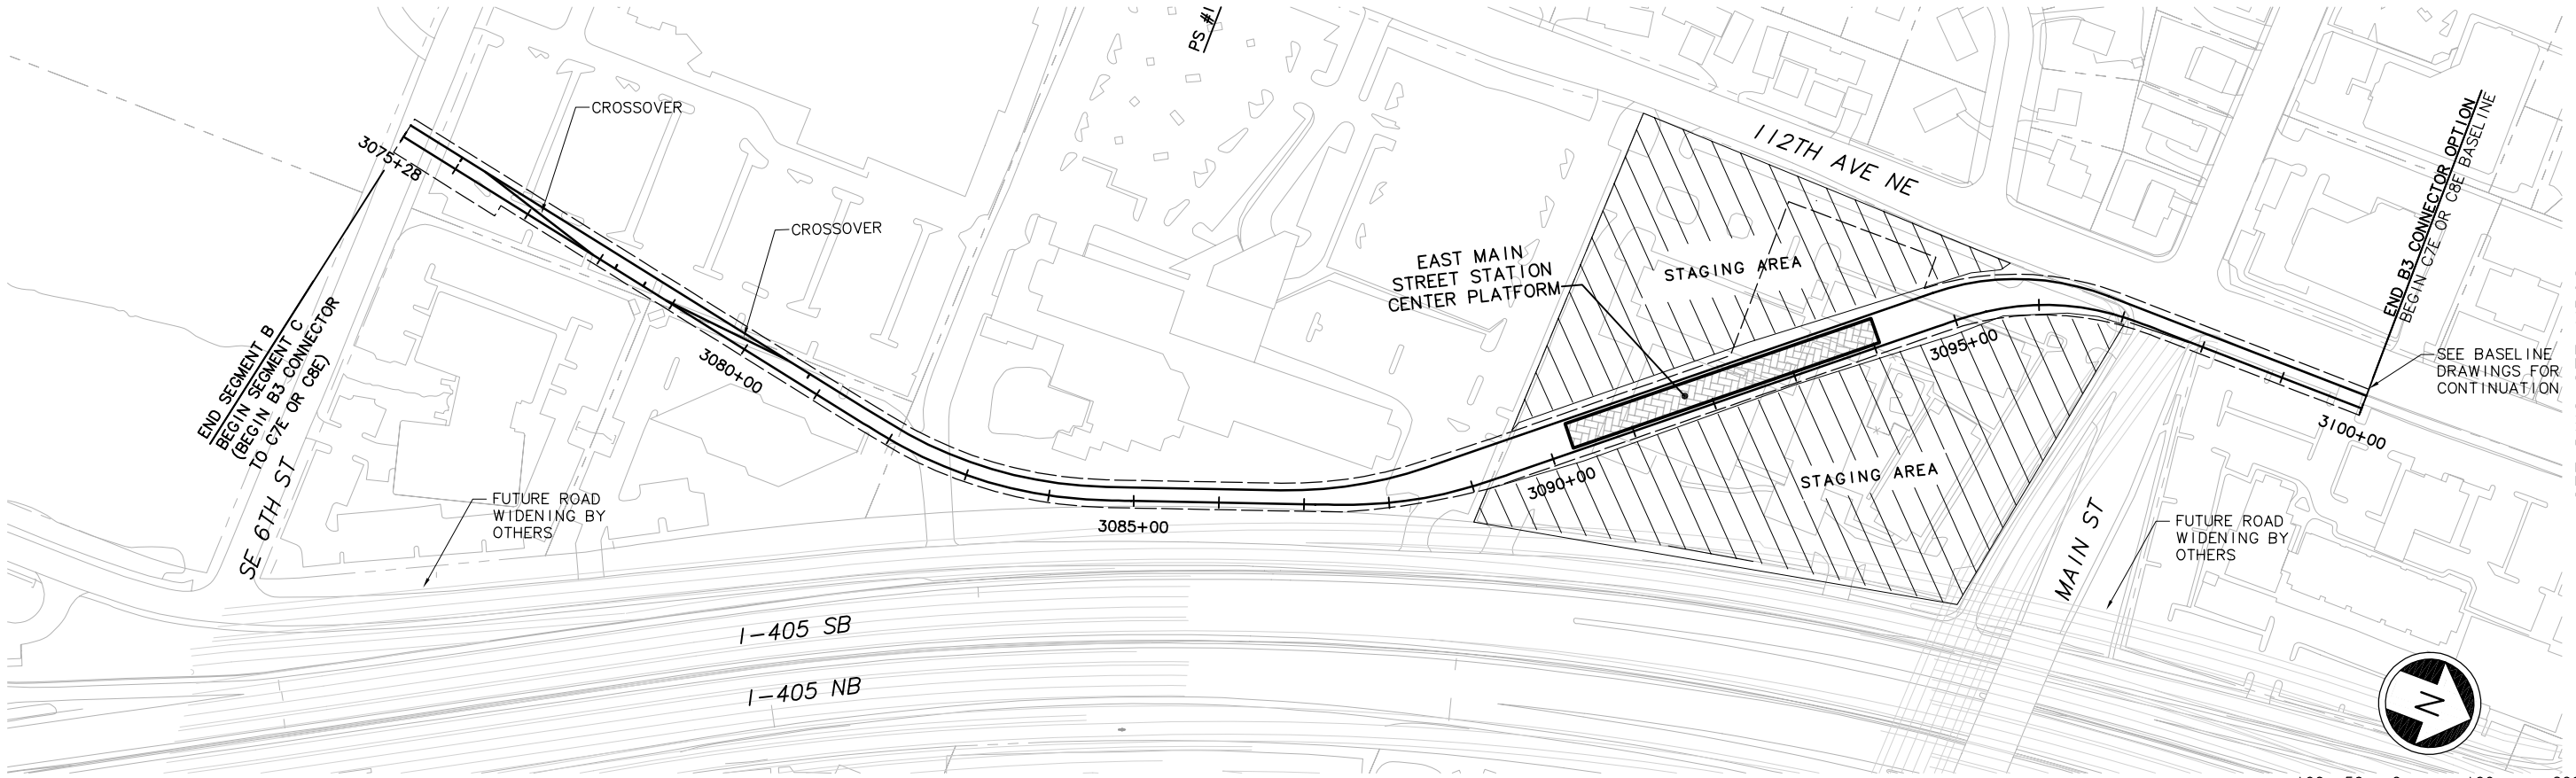 PS #1
CROSSOVER
3075+28
CROSSOVER
112TH AVE NE
END B3 CONNECTOR OPTION
BEGIN C7E OR C8E BASELINE
EAST MAIN
STREET STATION
CENTER PLATFORM
STAGING AREA
END SEGMENT B
BEGIN SEGMENT C
(BEGIN B3 CONNECTOR
TO C7E OR C8E)
3080+00
3095+00
SEE BASELINE
DRAWINGS FOR
CONTINUATION
3100+00
SE 6TH ST
FUTURE ROAD
WIDENING BY
OTHERS
3085+00
3090+00
STAGING AREA
MAIN ST
FUTURE ROAD
WIDENING BY
OTHERS
I-405 SB
I-405 NB
N